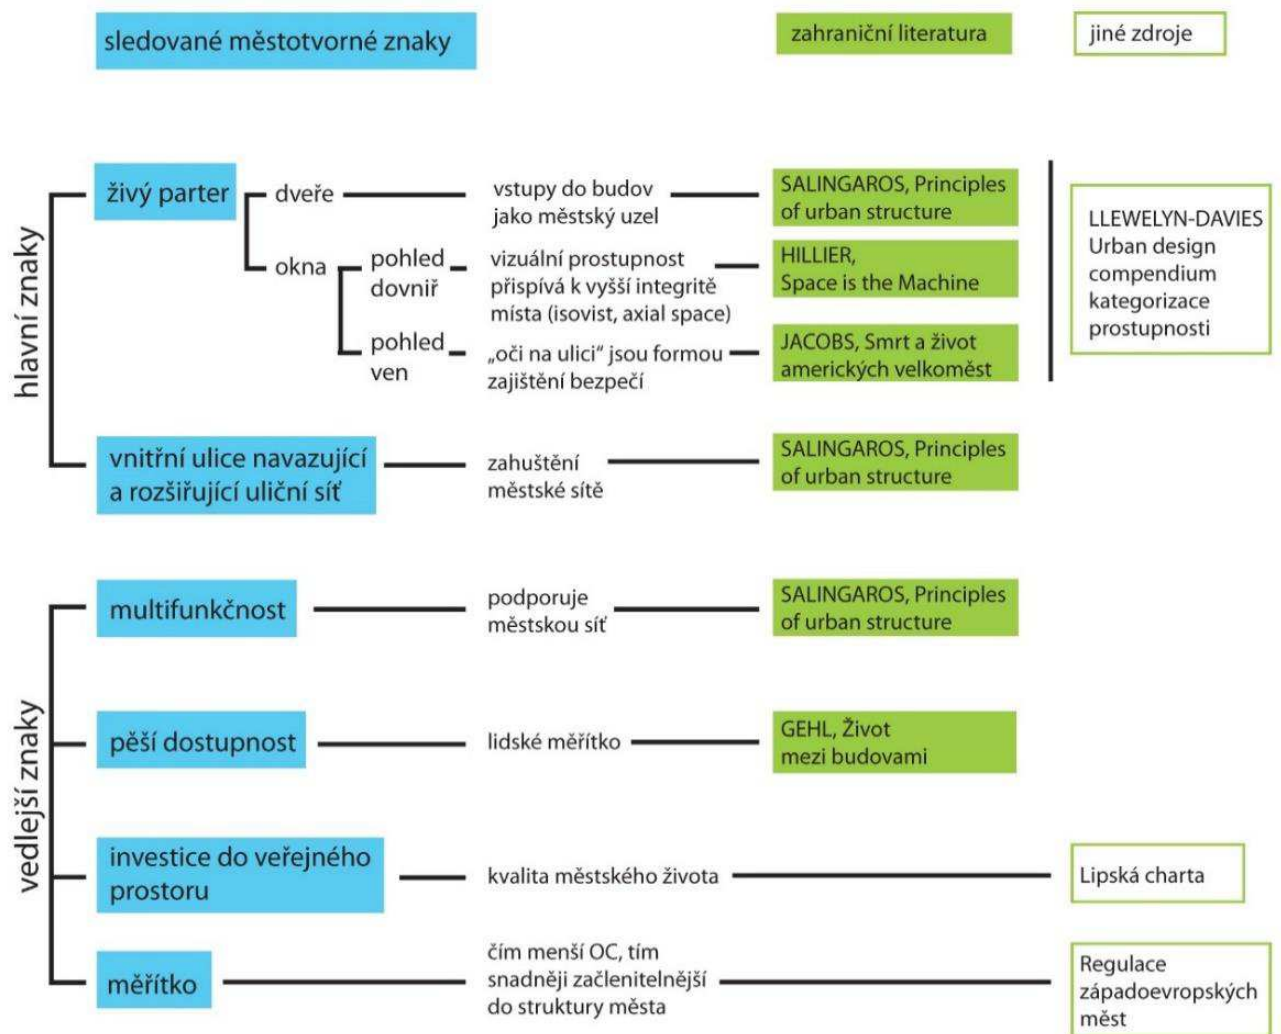 sledované městotvorné znaky
zahraniční literatura
jiné zdroje
hlavní znaky
živý parter
dveře
vstupy do budov
jako městský uzel
SALINGAROS, Principles
of urban structure
okna
pohled
dovniř
vizuální prostupnost
přispívá k vyšší integritě
místa (isovist, axial space)
HILLIER,
Space is the Machine
pohled
ven
„oči na ulici“ jsou formou
zajištění bezpečí
JACOBS, Smrt a život
amerických velkoměst
LLEWELYN-DAVIES
Urban design
compendium
kategorizace
prostupnosti
vnitřní ulice navazující
a rozšiřující uliční síť
zahuštění
městské sítě
SALINGAROS, Principles
of urban structure
vedlejší znaky
multifunkčnost
podporuje
městskou síť
SALINGAROS, Principles
of urban structure
pěší dostupnost
lidské měřítko
GEHL, Život
mezi budovami
investice do veřejného
prostoru
kvalita městského života
Lipská charta
měřítko
čím menší OC, tím
snadněji začlenitelnější
do struktury města
Regulace
západoevropských
měst